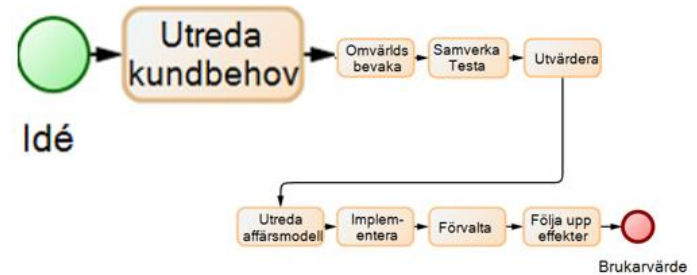 Idé
Utreda
kundbehov
Omvärlds
bevaka
Samverka
Testa
Utvärdera
Utreda
affärsmodell
Implem-
entera
Förvalta
Följa upp
effekter
Brukarvärde